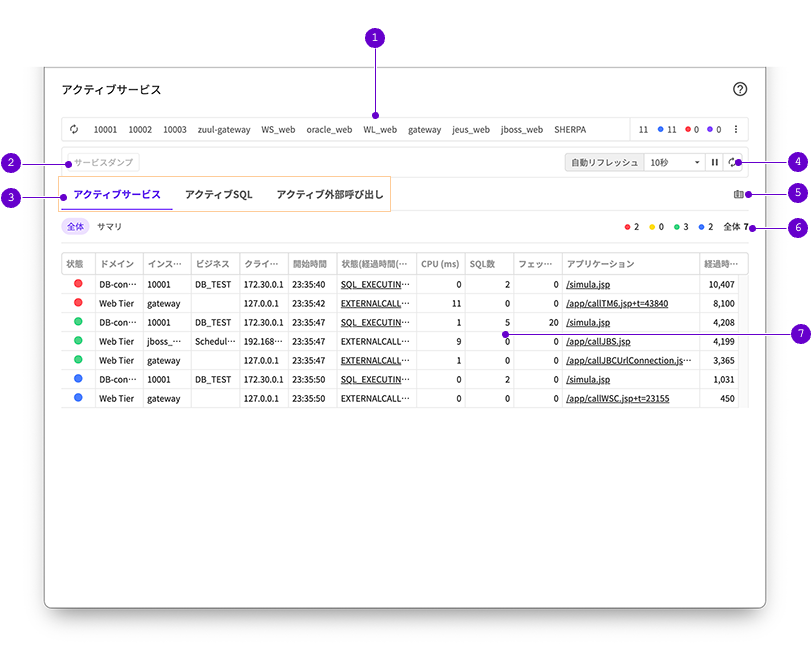 1
アクティブサービス
10001 10002 10003 zuul-gateway WS_web oracle_web WL_web gateway jeus_web jboss_web SHERPA 11 11 0 0
2 サービスダンプ 自動リフレッシュ 10秒 4
3 アクティブサービス アクティブSQL アクティブ外部呼び出し 5
全体 サマリ 2 0 3 2 全体 7 6
状態 ドメイン インス… ビジネス クライ… 開始時間 状態(経過時間(… CPU (ms) SQL数 フェッ… アプリケーション 経過時…
DB-con… 10001 DB_TEST 172.30.0.1 23:35:40 SQL_EXECUTIN… 0 2 0 /simula.jsp 10,407
Web Tier gateway 127.0.0.1 23:35:42 EXTERNALCALL… 11 0 0 /app/callTM6.jsp+t=43840 8,100
DB-con… 10001 DB_TEST 172.30.0.1 23:35:47 SQL_EXECUTIN… 1 5 20 /simula.jsp 4,208
Web Tier jboss_… Schedul… 192.168… 23:35:47 EXTERNALCALL… 9 0 0 /app/callJBS.jsp 4,199 7
Web Tier gateway 127.0.0.1 23:35:47 EXTERNALCALL… 1 0 0 /app/callJBCUrlConnection.js… 3,365
DB-con… 10001 DB_TEST 172.30.0.1 23:35:50 SQL_EXECUTIN… 0 2 0 /simula.jsp 1,031
Web Tier gateway 127.0.0.1 23:35:50 EXTERNALCALL… 0 0 0 /app/callWSC.jsp+t=23155 450